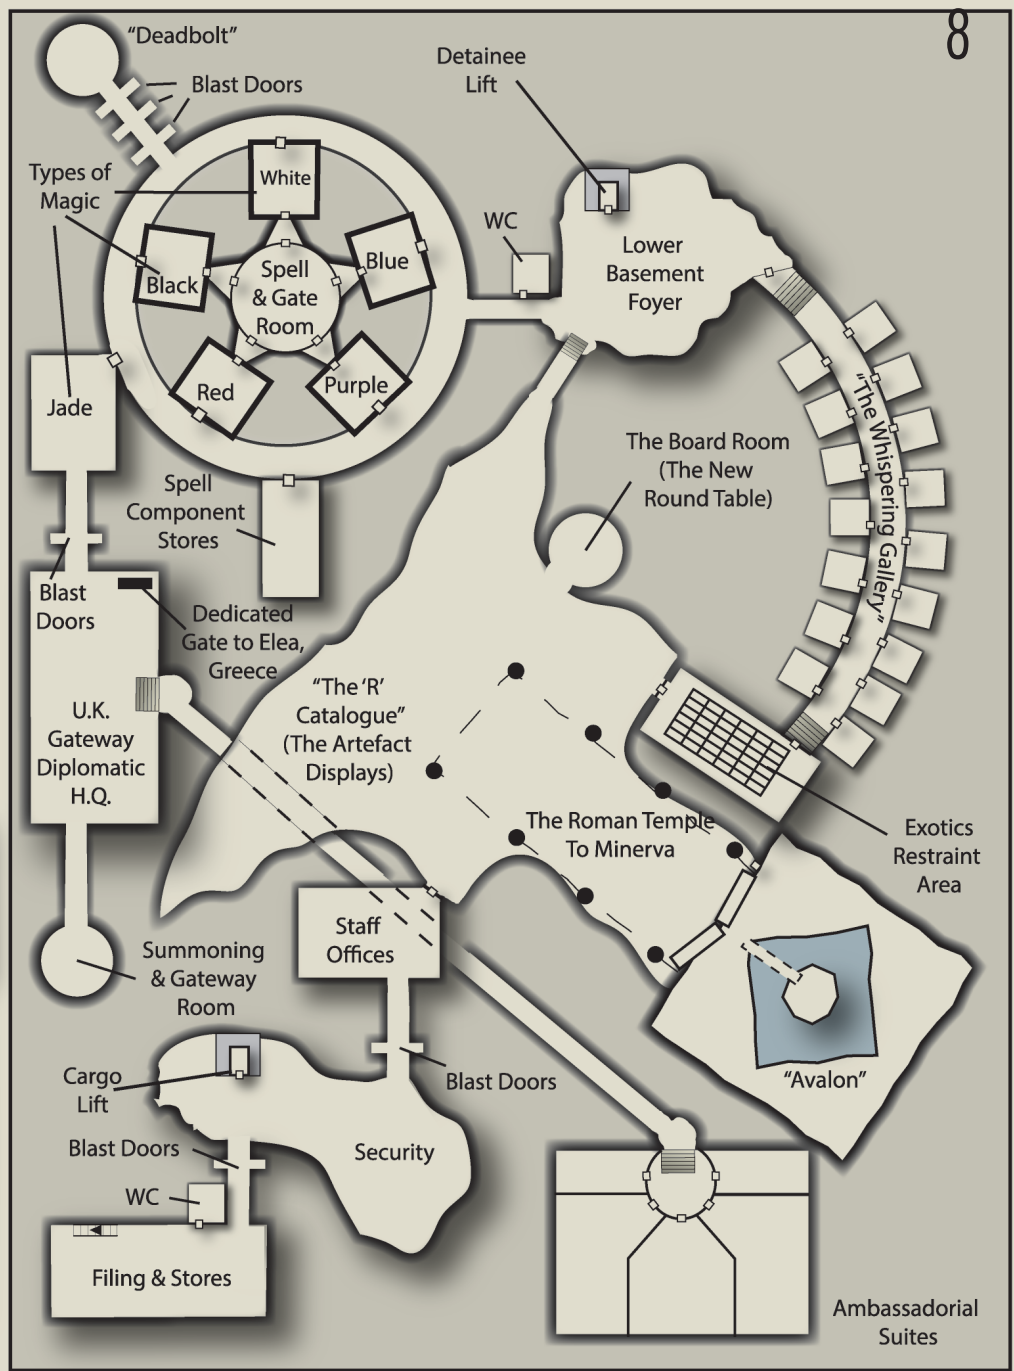 8
“Deadbolt”
Blast Doors
Detainee
Lift
Types of
Magic
White
Black
Blue
Spell
& Gate
Room
Red
Purple
WC
Lower
Basement
Foyer
Jade
“The Whispering Gallery”
The Board Room
(The New
Round Table)
Spell
Component
Stores
Blast
Doors
Dedicated
Gate to Elea,
Greece
“The ‘R’
Catalogue”
(The Artefact
Displays)
U.K.
Gateway
Diplomatic
H.Q.
The Roman Temple
To Minerva
Exotics
Restraint
Area
Staff
Offices
Summoning
& Gateway
Room
“Avalon”
Cargo
Lift
Blast Doors
Blast Doors
Security
WC
Filing & Stores
Ambassadorial
Suites